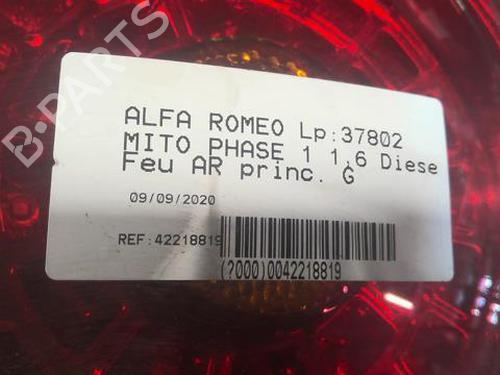 B-PARTS
ALFA ROMEO Lp:37802
MITO PHASE 1 1,6 Diese
Feu AR princ. G
09/09/2020
REF:42218819
(?000)0042218819